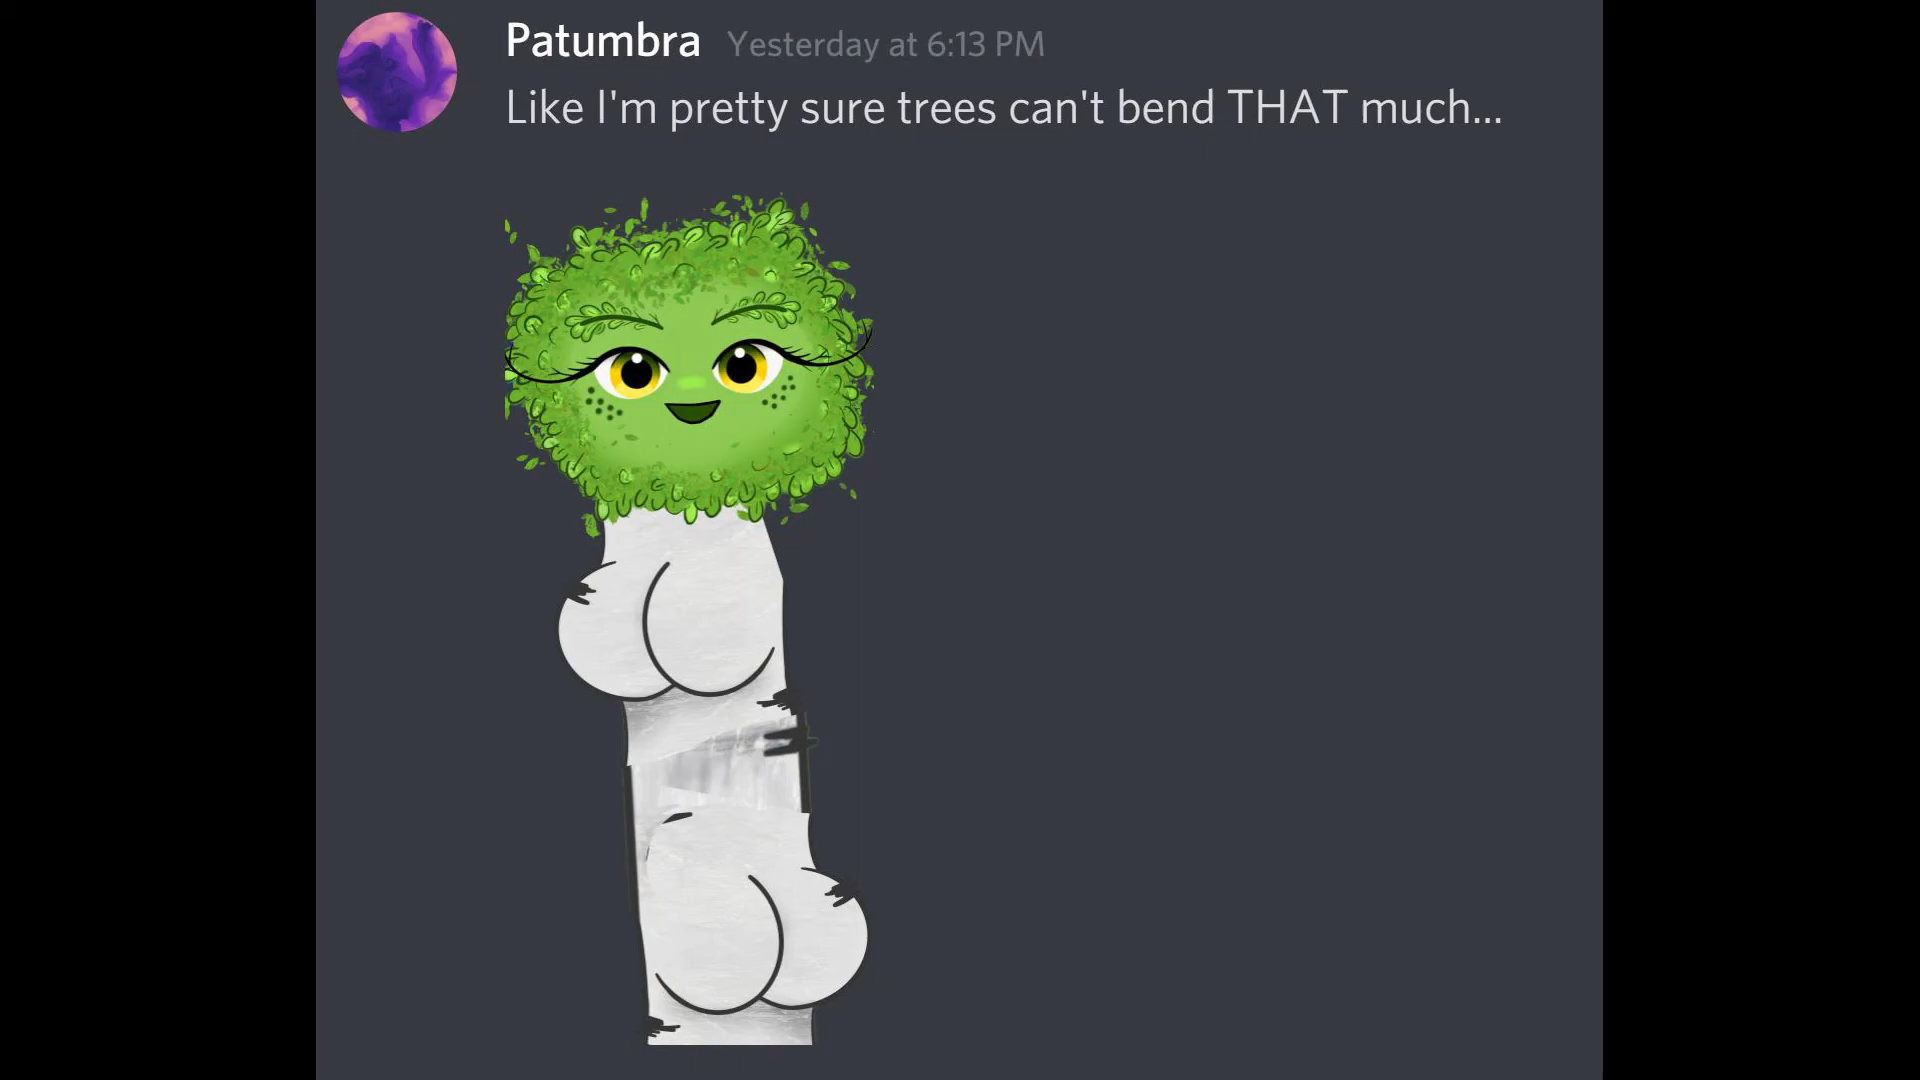 Patumbra Yesterday at 6:13 PM
Like I'm pretty sure trees can't bend THAT much...